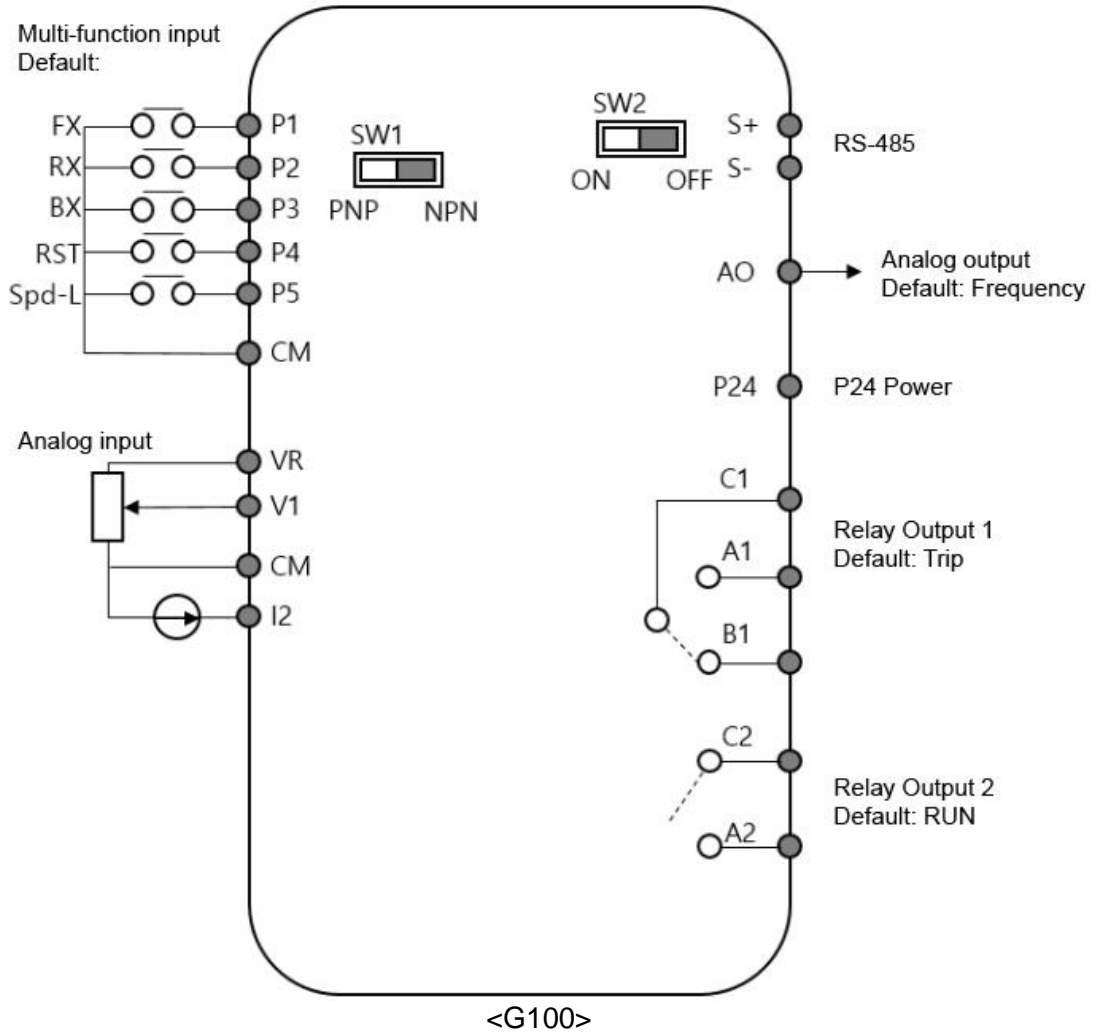 Multi-function input
Default:
FX
P1
RX
P2
BX
P3
RST
P4
Spd-L
P5
CM
SW1
PNP NPN
SW2
ON OFF
S+
S-
RS-485
AO
Analog output
Default: Frequency
P24
P24 Power
Analog input
VR
V1
CM
I2
C1
A1
B1
Relay Output 1
Default: Trip
C2
A2
Relay Output 2
Default: RUN
<G100>